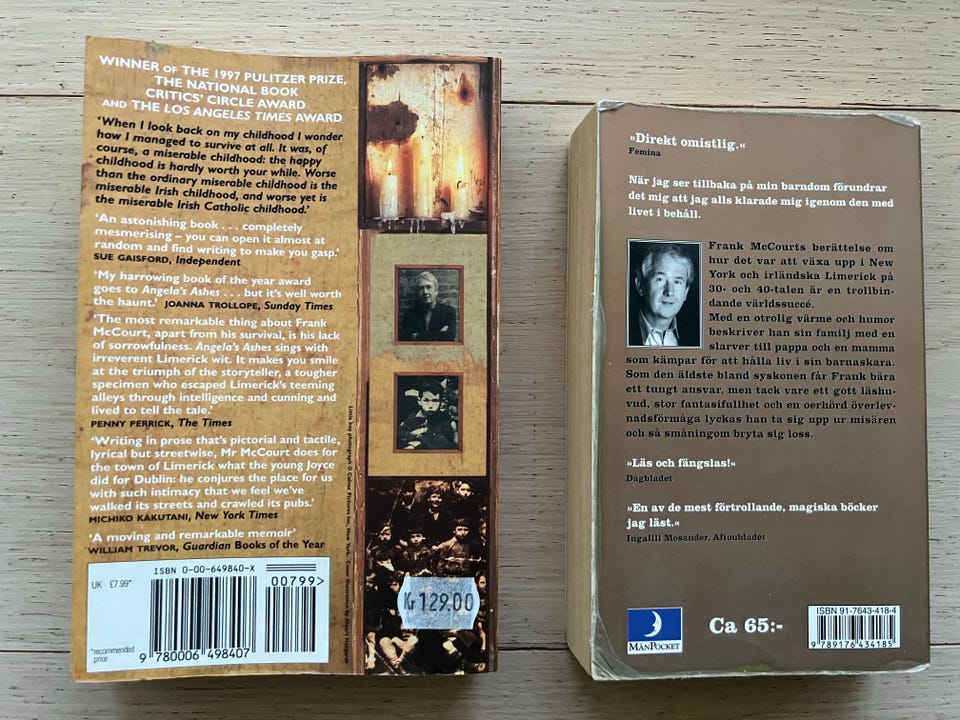 WINNER OF THE 1997 PULITZER PRIZE,
THE NATIONAL BOOK
CRITICS' CIRCLE AWARD
AND THE LOS ANGELES TIMES AWARD
'When I look back on my childhood I wonder
how I managed to survive at all. It was, of
course, a miserable childhood: the happy
childhood is hardly worth your while. Worse
than the ordinary miserable childhood is the
miserable Irish childhood, and worse yet is
the miserable Irish Catholic childhood.'
'An astonishing book . . . completely
mesmerising – you can open it almost at
random and find writing to make you gasp.'
SUE GAISFORD, Independent
'My harrowing book of the year award
goes to Angela's Ashes . . . but it's well worth
the haunt.' JOANNA TROLLOPE, Sunday Times
'The most remarkable thing about Frank
McCourt, apart from his survival, is his lack
of sorrowfulness. Angela's Ashes sings with
irreverent Limerick wit. It makes you smile
at the triumph of the storyteller, a tougher
specimen who escaped Limerick's teeming
alleys through intelligence and cunning and
lived to tell the tale.'
PENNY PERRICK, The Times
'Writing in prose that's pictorial and tactile,
lyrical but streetwise, Mr McCourt does for
the town of Limerick what the young Joyce
did for Dublin: he conjures the place for us
with such intimacy that we feel we've
walked its streets and crawled its pubs.'
MICHIKO KAKUTANI, New York Times
'A moving and remarkable memoir'
WILLIAM TREVOR, Guardian Books of the Year
ISBN 0-00-649840-X
UK £7.99*
00799>
*recommended
price
9 780006 498407
Little boy photograph © Culver Pictures Inc, New York. Cover illustration by Stuart Haygarth
Kr 129.00
»Direkt omistlig.«
Femina
När jag ser tillbaka på min barndom förundrar
det mig att jag alls klarade mig igenom den med
livet i behåll.
Frank McCourts berättelse om
hur det var att växa upp i New
York och irländska Limerick på
30- och 40-talen är en trollbin-
dande världssuccé.
Med en otrolig värme och humor
beskriver han sin familj med en
slarver till pappa och en mamma
som kämpar för att hålla liv i sin barnaskara.
Som den äldste bland syskonen får Frank bära
ett tungt ansvar, men tack vare ett gott läshu-
vud, stor fantasifullhet och en oerhörd överlev-
nadsförmåga lyckas han ta sig upp ur misären
och så småningom bryta sig loss.
»Läs och fängslas!«
Dagbladet
»En av de mest förtrollande, magiska böcker
jag läst.«
Ingalill Mosander, Aftonbladet
MÅNPOCKET
Ca 65:-
ISBN 91-7643-418-4
9 789176 434185